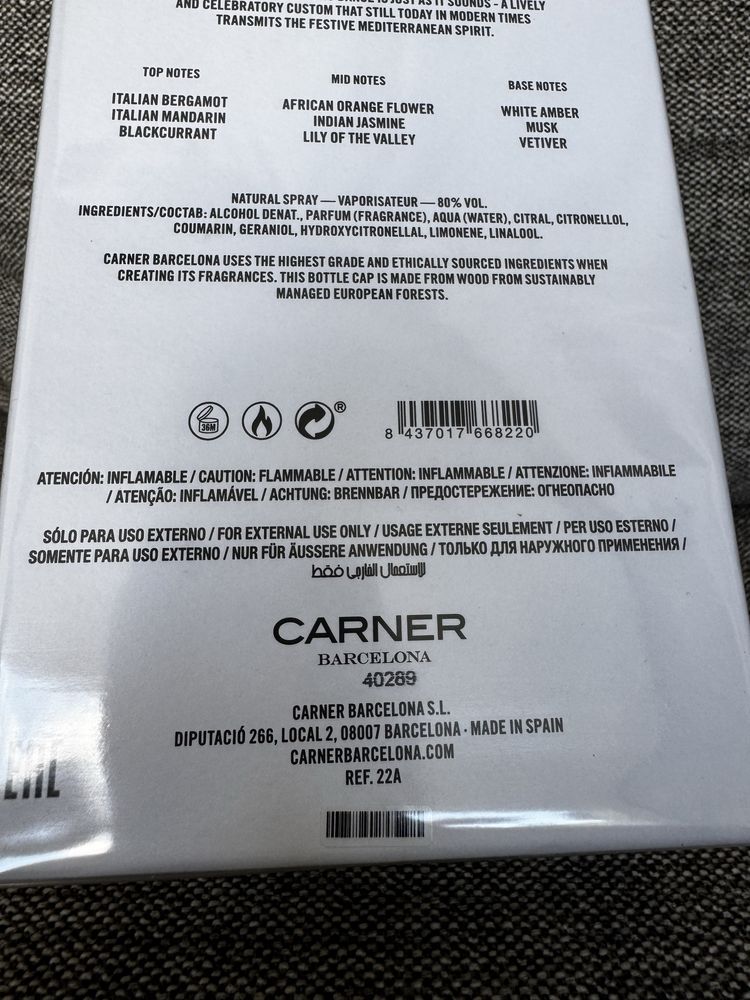 AND CELEBRATORY CUSTOM THAT STILL TODAY IN MODERN TIMES
TRANSMITS THE FESTIVE MEDITERRANEAN SPIRIT.
TOP NOTES
ITALIAN BERGAMOT
ITALIAN MANDARIN
BLACKCURRANT
MID NOTES
AFRICAN ORANGE FLOWER
INDIAN JASMINE
LILY OF THE VALLEY
BASE NOTES
WHITE AMBER
MUSK
VETIVER
NATURAL SPRAY — VAPORISATEUR — 80% VOL.
INGREDIENTS/СОСТАВ: ALCOHOL DENAT., PARFUM (FRAGRANCE), AQUA (WATER), CITRAL, CITRONELLOL,
COUMARIN, GERANIOL, HYDROXYCITRONELLAL, LIMONENE, LINALOOL.
CARNER BARCELONA USES THE HIGHEST GRADE AND ETHICALLY SOURCED INGREDIENTS WHEN
CREATING ITS FRAGRANCES. THIS BOTTLE CAP IS MADE FROM WOOD FROM SUSTAINABLY
MANAGED EUROPEAN FORESTS.
36M
®
8 437017 668220
ATENCIÓN: INFLAMABLE / CAUTION: FLAMMABLE / ATTENTION: INFLAMMABLE / ATTENZIONE: INFIAMMABILE
/ ATENÇÃO: INFLAMÁVEL / ACHTUNG: BRENNBAR / ПРЕДОСТЕРЕЖЕНИЕ: ОГНЕОПАСНО
SÓLO PARA USO EXTERNO / FOR EXTERNAL USE ONLY / USAGE EXTERNE SEULEMENT / PER USO ESTERNO /
SOMENTE PARA USO EXTERNO / NUR FÜR ÄUSSERE ANWENDUNG / ТОЛЬКО ДЛЯ НАРУЖНОГО ПРИМЕНЕНИЯ /
للإستعمال الخارجي فقط
CARNER
BARCELONA
40289
CARNER BARCELONA S.L.
DIPUTACIÓ 266, LOCAL 2, 08007 BARCELONA · MADE IN SPAIN
CARNERBARCELONA.COM
REF. 22A
EAC